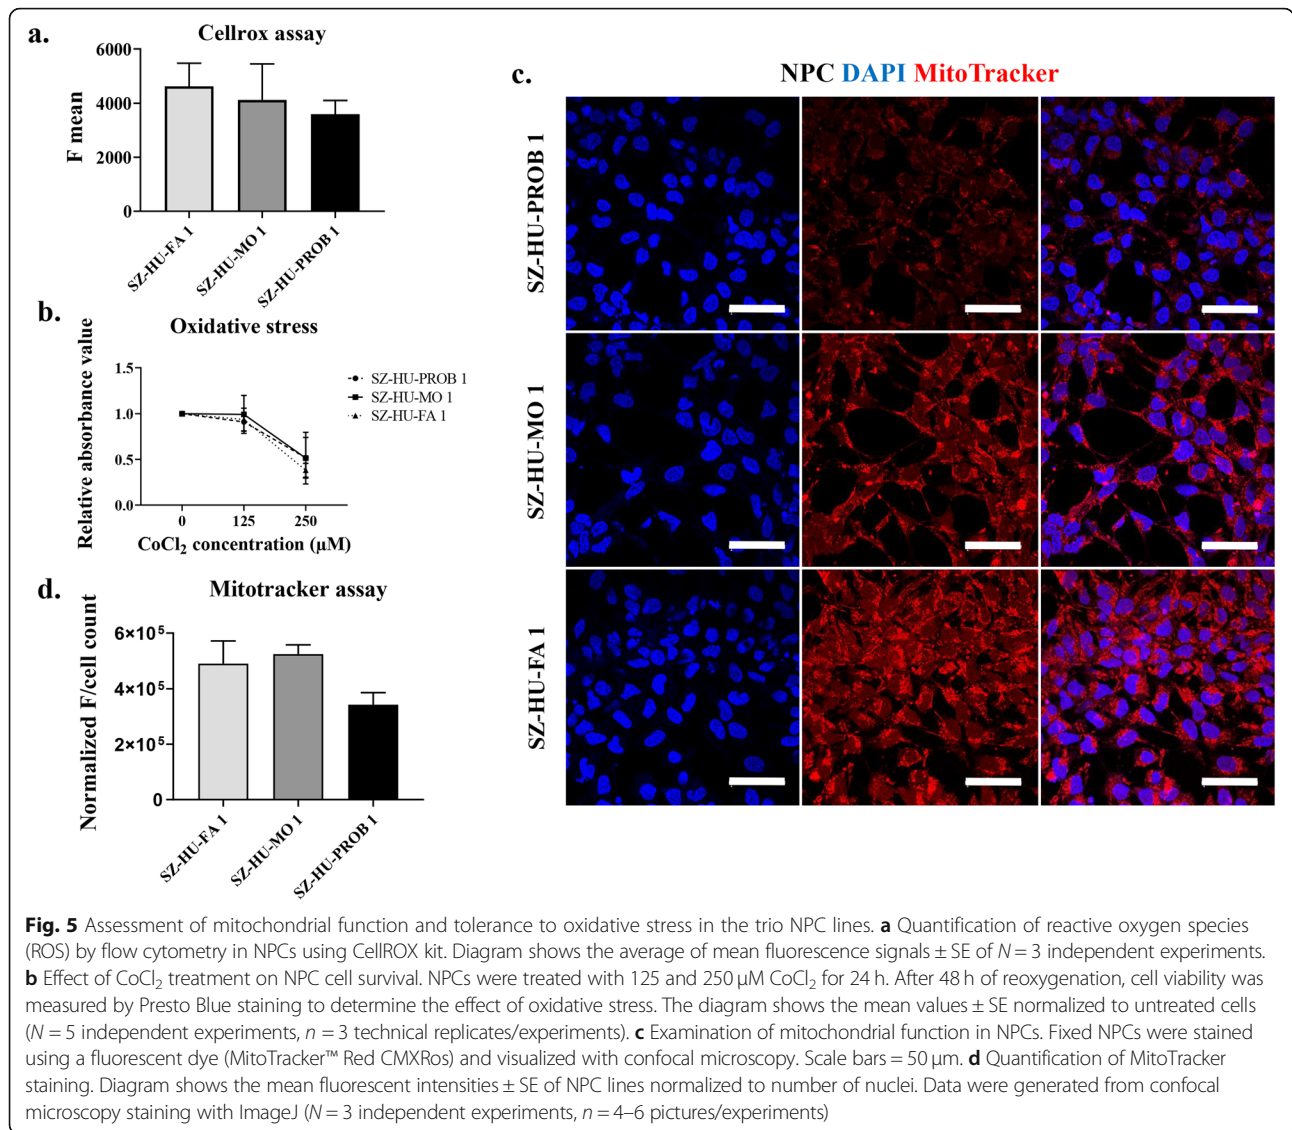 a.
Cellrox assay
F mean
6000
4000
2000
0
SZ-HU-FA 1
SZ-HU-MO 1
SZ-HU-PROB 1
b.
Oxidative stress
Relative absorbance value
1.5
1.0
0.5
0.0
0
125
250
CoCl₂ concentration (µM)
SZ-HU-PROB 1
SZ-HU-MO 1
SZ-HU-FA 1
c.
NPC DAPI MitoTracker
SZ-HU-PROB 1
SZ-HU-MO 1
SZ-HU-FA 1
d.
Mitotracker assay
Normalized F/cell count
6×10⁵
4×10⁵
2×10⁵
0
SZ-HU-FA 1
SZ-HU-MO 1
SZ-HU-PROB 1
Fig. 5 Assessment of mitochondrial function and tolerance to oxidative stress in the trio NPC lines. a Quantification of reactive oxygen species
(ROS) by flow cytometry in NPCs using CellROX kit. Diagram shows the average of mean fluorescence signals ± SE of N = 3 independent experiments.
b Effect of CoCl₂ treatment on NPC cell survival. NPCs were treated with 125 and 250 µM CoCl₂ for 24 h. After 48 h of reoxygenation, cell viability was
measured by Presto Blue staining to determine the effect of oxidative stress. The diagram shows the mean values ± SE normalized to untreated cells
(N = 5 independent experiments, n = 3 technical replicates/experiments). c Examination of mitochondrial function in NPCs. Fixed NPCs were stained
using a fluorescent dye (MitoTracker™ Red CMXRos) and visualized with confocal microscopy. Scale bars = 50 µm. d Quantification of MitoTracker
staining. Diagram shows the mean fluorescent intensities ± SE of NPC lines normalized to number of nuclei. Data were generated from confocal
microscopy staining with ImageJ (N = 3 independent experiments, n = 4–6 pictures/experiments)